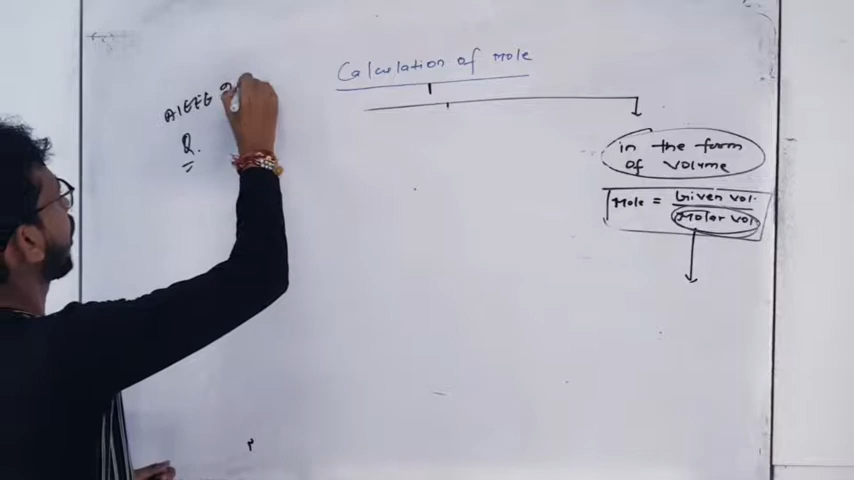 Calculation of Mole
AIEEE
Q.
in the form
of volume
Mole = Given vol.
Molar vol.